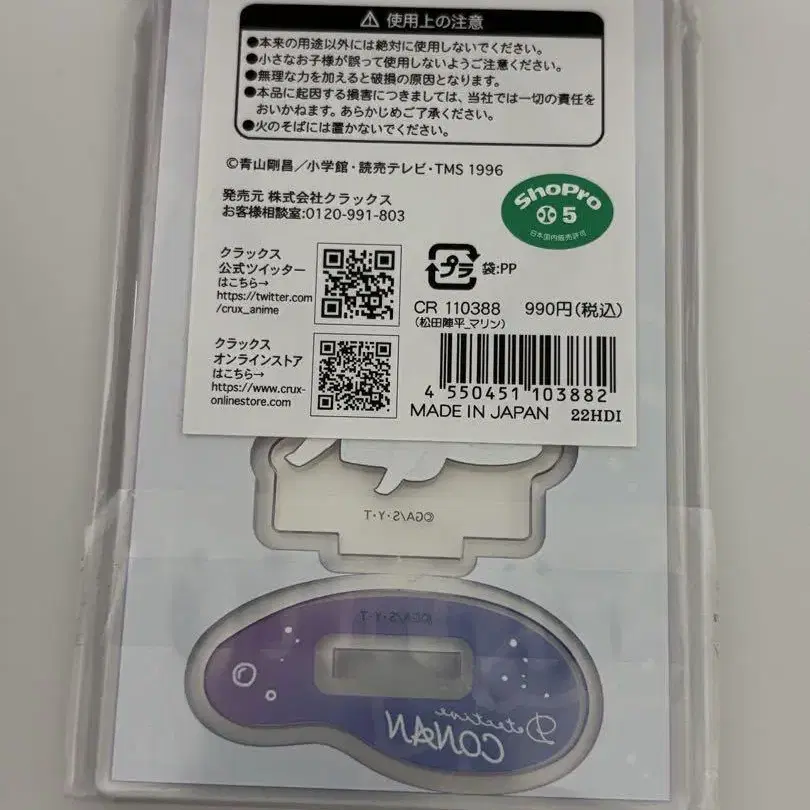 ⚠ 使用上の注意
●本来の用途以外には絶対に使用しないでください。
●小さなお子様が誤って使用しないようご注意ください。
●無理な力を加えると破損の原因となります。
●本品に起因する損害につきましては、当社では一切の責任を
おいかねます。あらかじめご了承ください。
●火のそばには置かないでください。
©青山剛昌／小学館・読売テレビ・TMS 1996
発売元 株式会社クラックス
お客様相談室:0120-991-803
ShoPro
5
日本国内販売許可
クラックス
公式ツイッター
はこちら→
https://twitter.com
/crux_anime
プラ 袋:PP
CR 110388 990円(税込)
(松田陣平_マリン)
クラックス
オンラインストア
はこちら→
https://www.crux-
onlinestore.com
4 550451 103882
MADE IN JAPAN 22HDI
©GA/S・Y・T
©GA/S・Y・T
Detective
CONAN